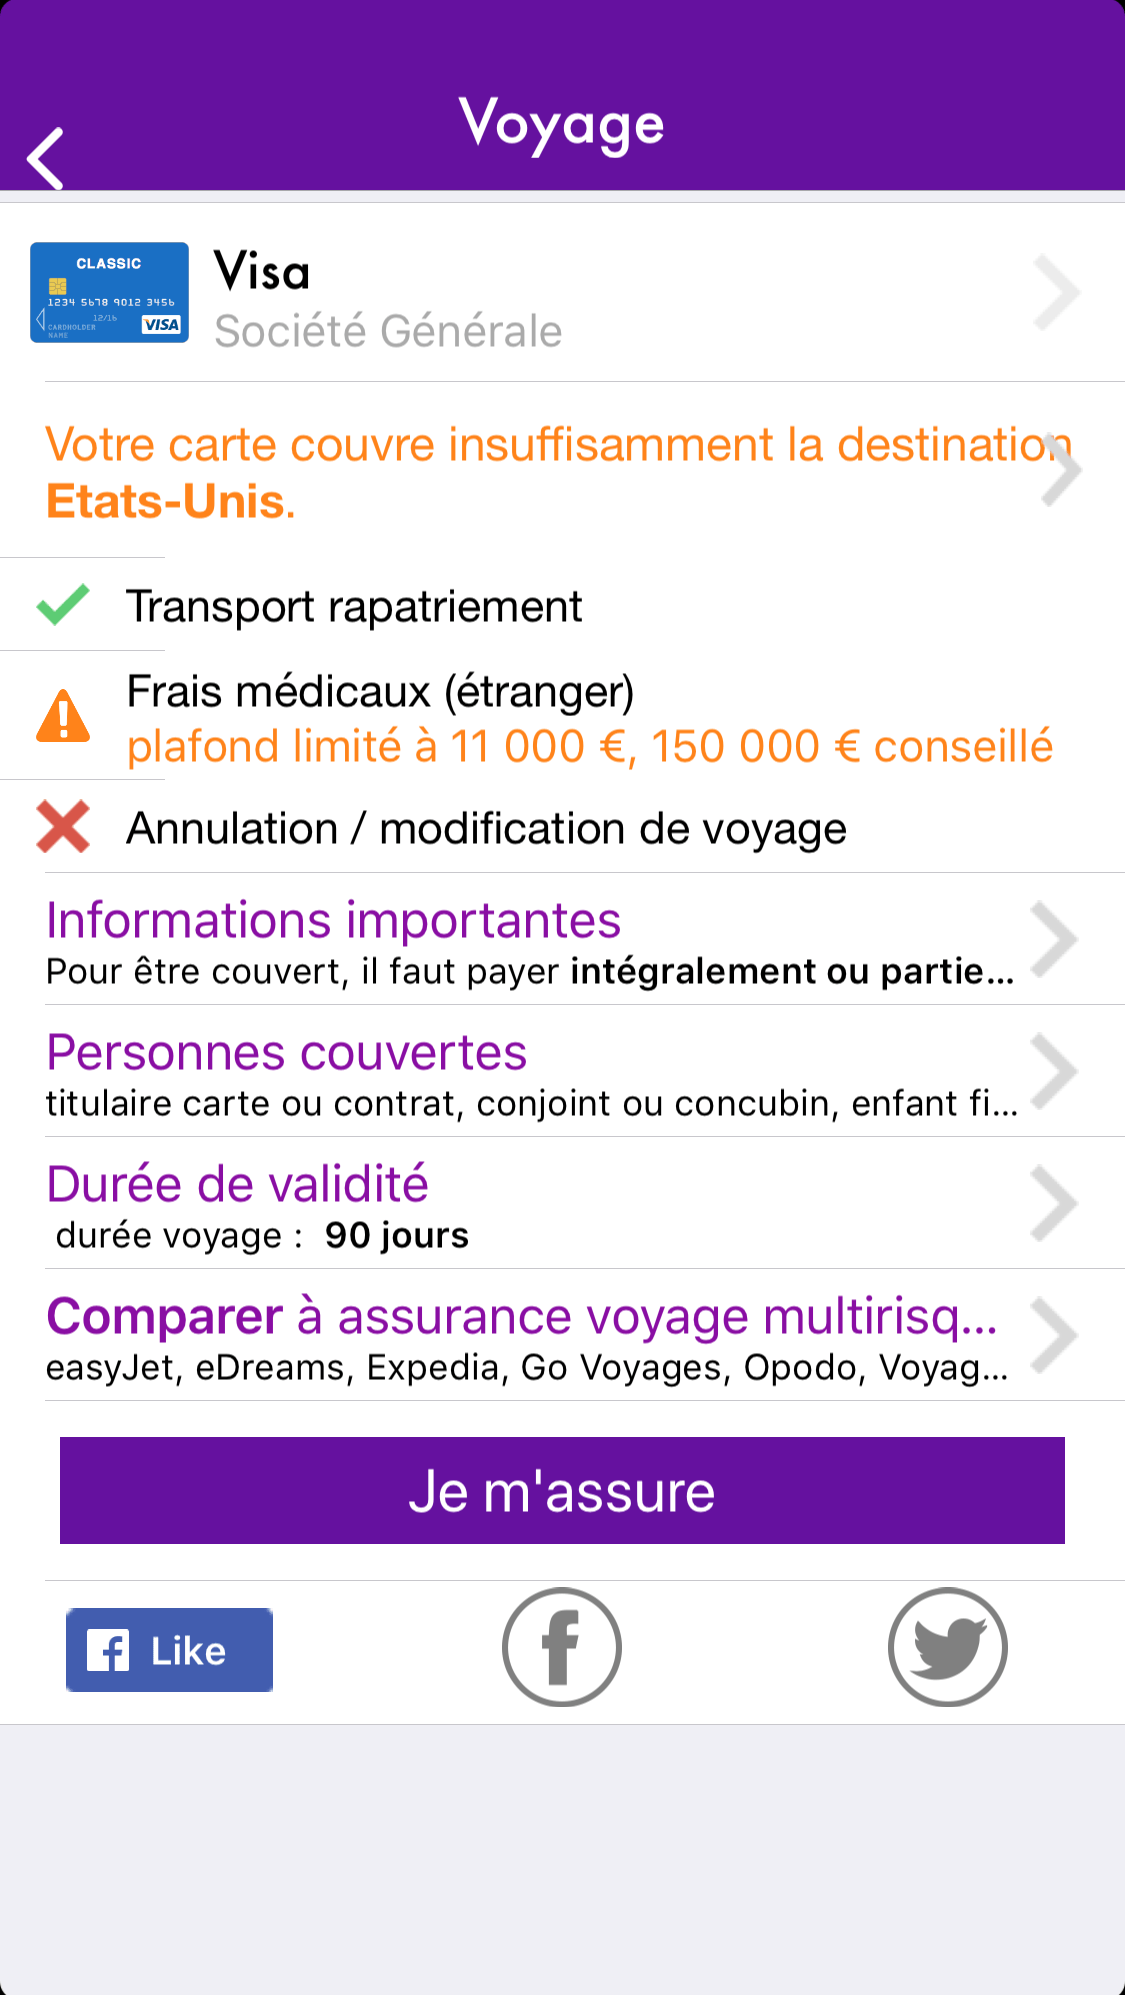 Voyage
CLASSIC
1234 5678 9012 3456
12/16
CARDHOLDER
NAME
VISA
Visa
Société Générale
Votre carte couvre insuffisamment la destination
Etats-Unis.
Transport rapatriement
Frais médicaux (étranger)
plafond limité à 11 000 €, 150 000 € conseillé
Annulation / modification de voyage
Informations importantes
Pour être couvert, il faut payer intégralement ou partie...
Personnes couvertes
titulaire carte ou contrat, conjoint ou concubin, enfant fi...
Durée de validité
durée voyage : 90 jours
Comparer à assurance voyage multirisq...
easyJet, eDreams, Expedia, Go Voyages, Opodo, Voyag...
Je m'assure
Like